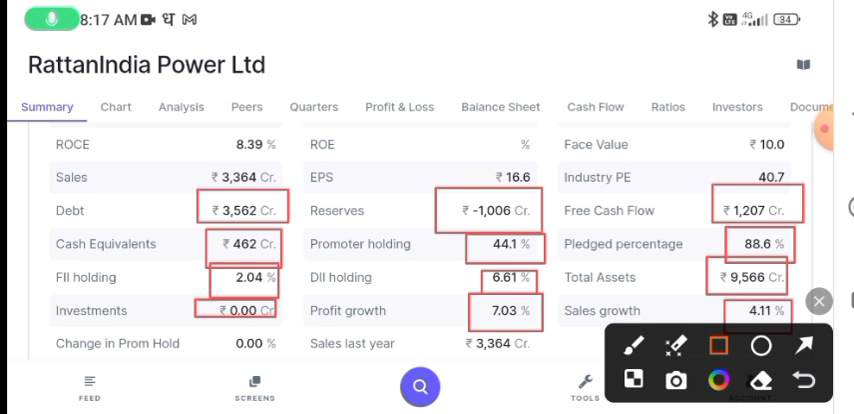 8:17 AM ध M 4G 34
RattanIndia Power Ltd
Summary Chart Analysis Peers Quarters Profit & Loss Balance Sheet Cash Flow Ratios Investors Docume
ROCE 8.39 % ROE % Face Value ₹ 10.0
Sales ₹ 3,364 Cr. EPS ₹ 16.6 Industry PE 40.7
Debt ₹ 3,562 Cr. Reserves ₹ -1,006 Cr. Free Cash Flow ₹ 1,207 Cr.
Cash Equivalents ₹ 462 Cr. Promoter holding 44.1 % Pledged percentage 88.6 %
FII holding 2.04 % DII holding 6.61 % Total Assets ₹ 9,566 Cr.
Investments ₹ 0.00 Cr Profit growth 7.03 % Sales growth 4.11 %
Change in Prom Hold 0.00 % Sales last year ₹ 3,364 Cr.
FEED SCREENS TOOLS ACCOUNT